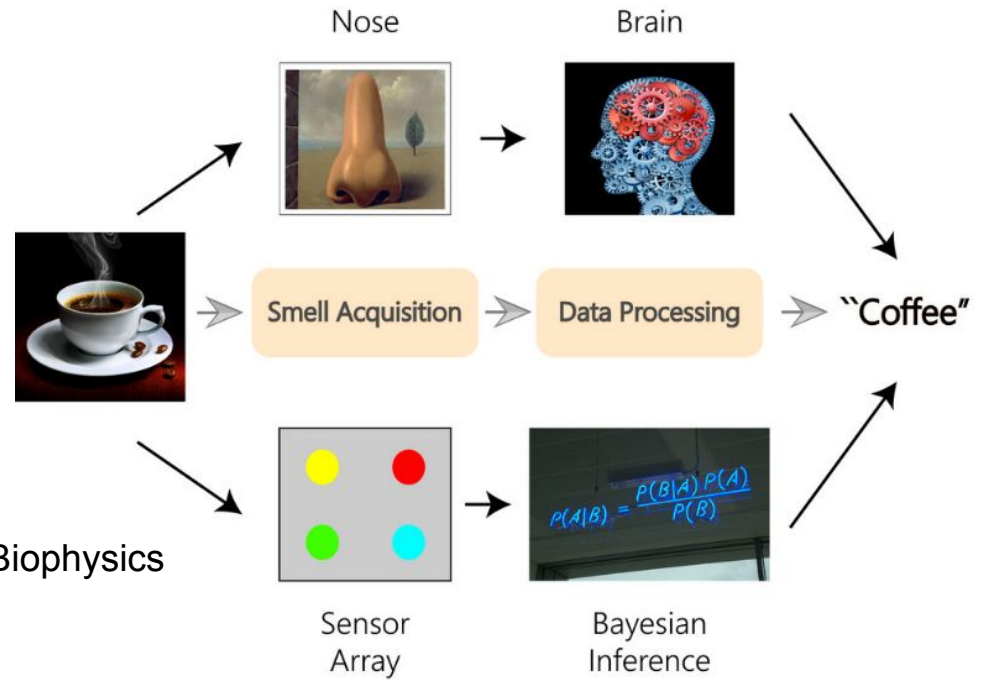 Nose
Brain
Smell Acquisition
Data Processing
``Coffee”
P(A|B) = P(B|A) P(A)
P(B)
Biophysics
Sensor
Array
Bayesian
Inference